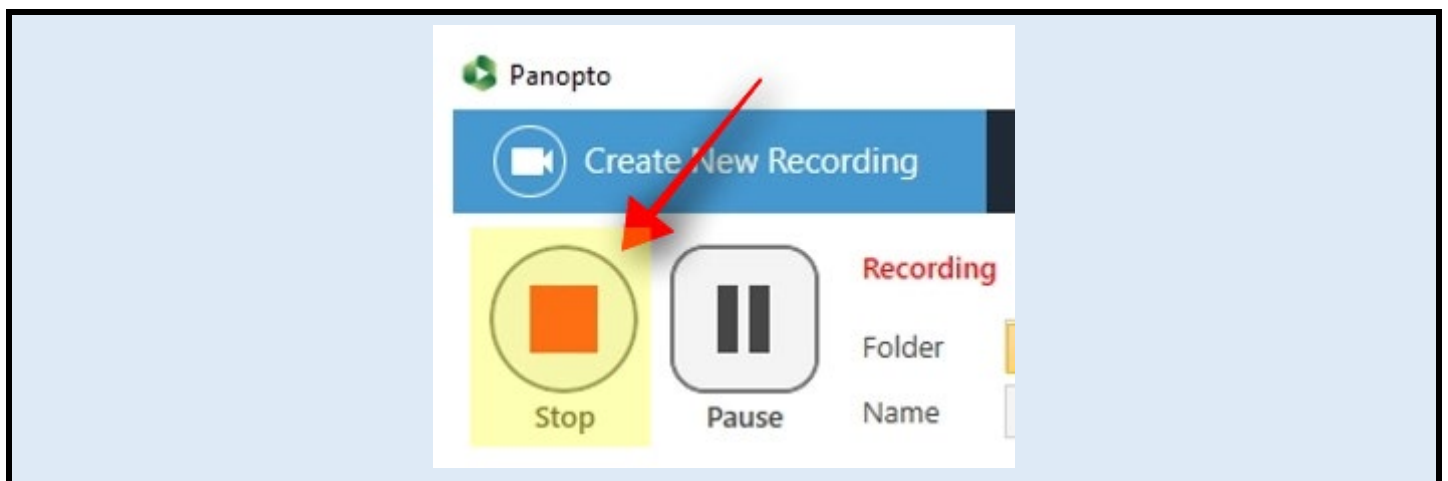 Panopto
Create New Recording
Recording
Folder
Stop
Pause
Name